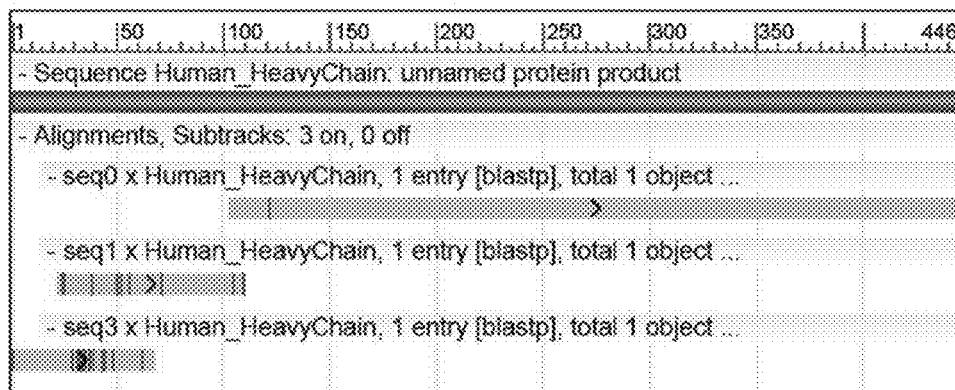 1 50 100 150 200 250 300 350 446
- Sequence Human_HeavyChain: unnamed protein product
- Alignments, Subtracks: 3 on, 0 off
- seq0 x Human_HeavyChain, 1 entry [blastp], total 1 object ...
- seq1 x Human_HeavyChain, 1 entry [blastp], total 1 object ...
- seq3 x Human_HeavyChain, 1 entry [blastp], total 1 object ...